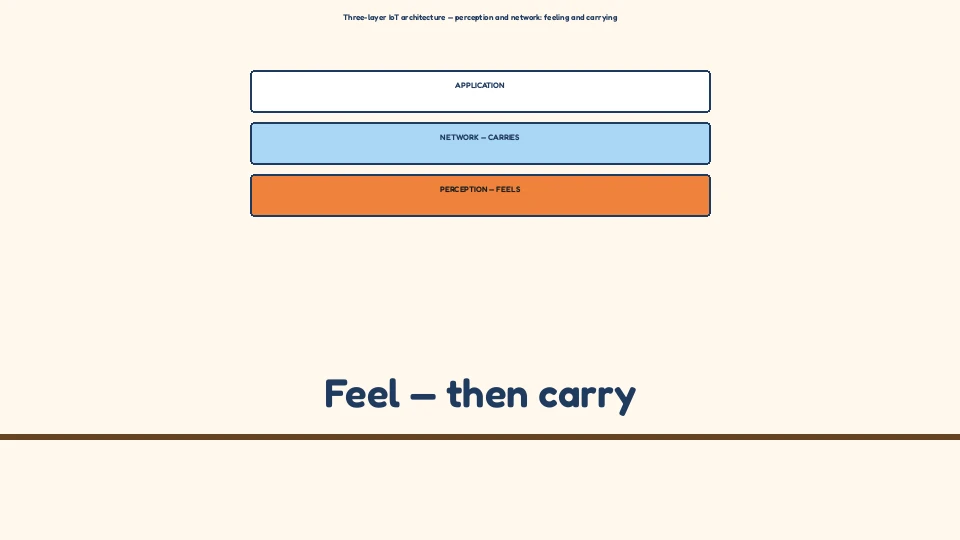 Three-layer IoT architecture — perception and network: feeling and carrying
APPLICATION
NETWORK — CARRIES
PERCEPTION — FEELS
Feel — then carry